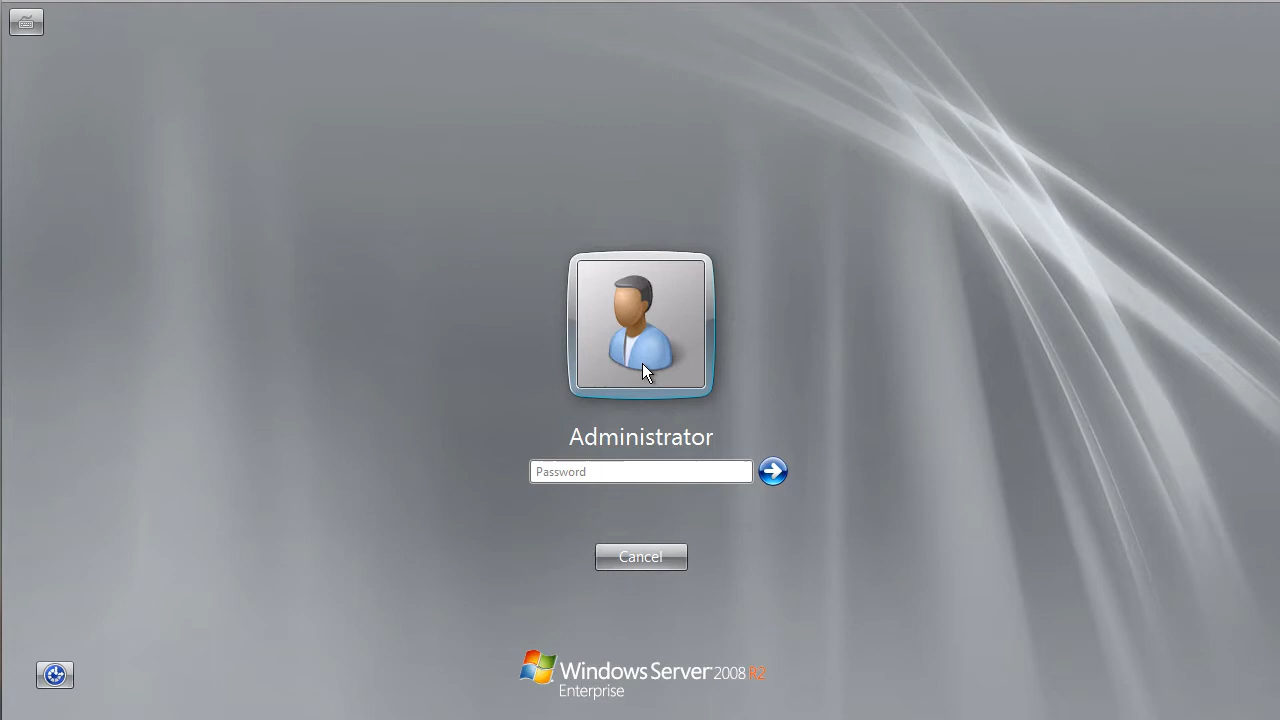 Administrator
Password
Cancel
Windows Server 2008 R2
Enterprise